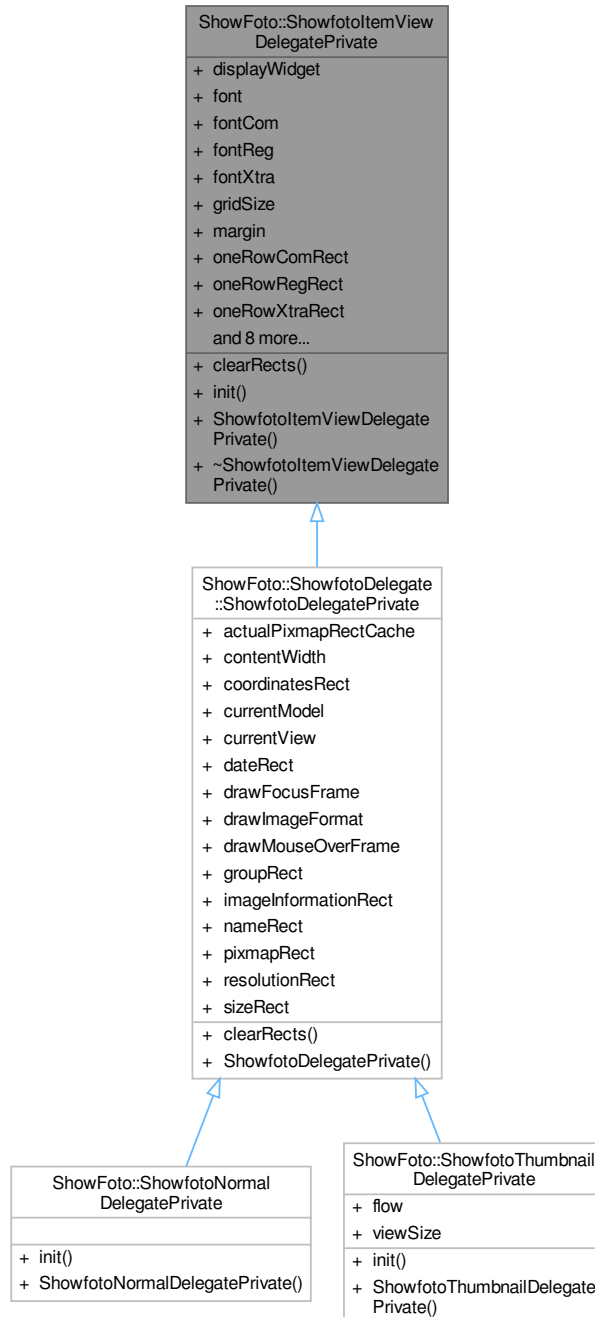 ShowFoto::ShowfotoItemView
DelegatePrivate
+ displayWidget
+ font
+ fontCom
+ fontReg
+ fontXtra
+ gridSize
+ margin
+ oneRowComRect
+ oneRowRegRect
+ oneRowXtraRect
and 8 more...
+ clearRects()
+ init()
+ ShowfotoItemViewDelegate
Private()
+ ~ShowfotoItemViewDelegate
Private()
ShowFoto::ShowfotoDelegate
::ShowfotoDelegatePrivate
+ actualPixmapRectCache
+ contentWidth
+ coordinatesRect
+ currentModel
+ currentView
+ dateRect
+ drawFocusFrame
+ drawImageFormat
+ drawMouseOverFrame
+ groupRect
+ imageInformationRect
+ nameRect
+ pixmapRect
+ resolutionRect
+ sizeRect
+ clearRects()
+ ShowfotoDelegatePrivate()
ShowFoto::ShowfotoNormal
DelegatePrivate
+ init()
+ ShowfotoNormalDelegatePrivate()
ShowFoto::ShowfotoThumbnail
DelegatePrivate
+ flow
+ viewSize
+ init()
+ ShowfotoThumbnailDelegate
Private()